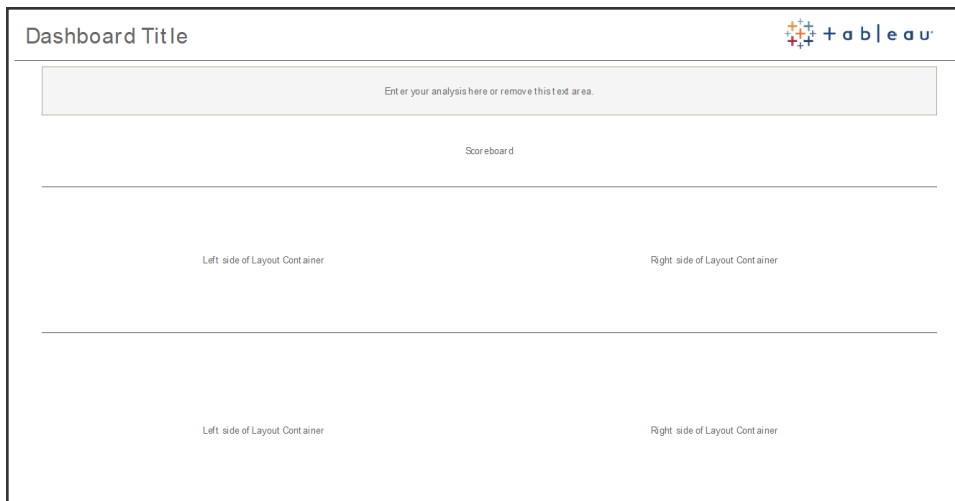 Dashboard Title
+ a b l e a u
Enter your analysis here or remove this text area.
Scoreboard
Left side of Layout Container
Right side of Layout Container
Left side of Layout Container
Right side of Layout Container